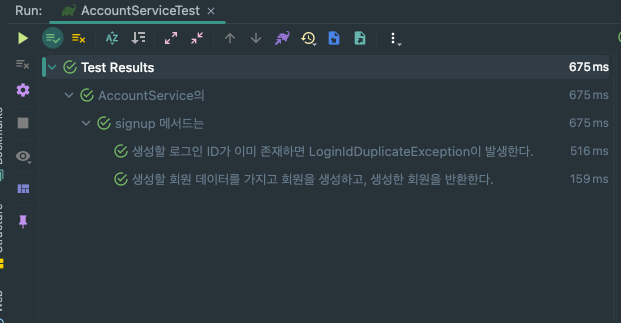 Run: AccountServiceTest ×
Test Results 675 ms
AccountService의 675 ms
signup 메서드는 675 ms
생성할 로그인 ID가 이미 존재하면 LoginIdDuplicateException이 발생한다. 516 ms
생성할 회원 데이터를 가지고 회원을 생성하고, 생성한 회원을 반환한다. 159 ms